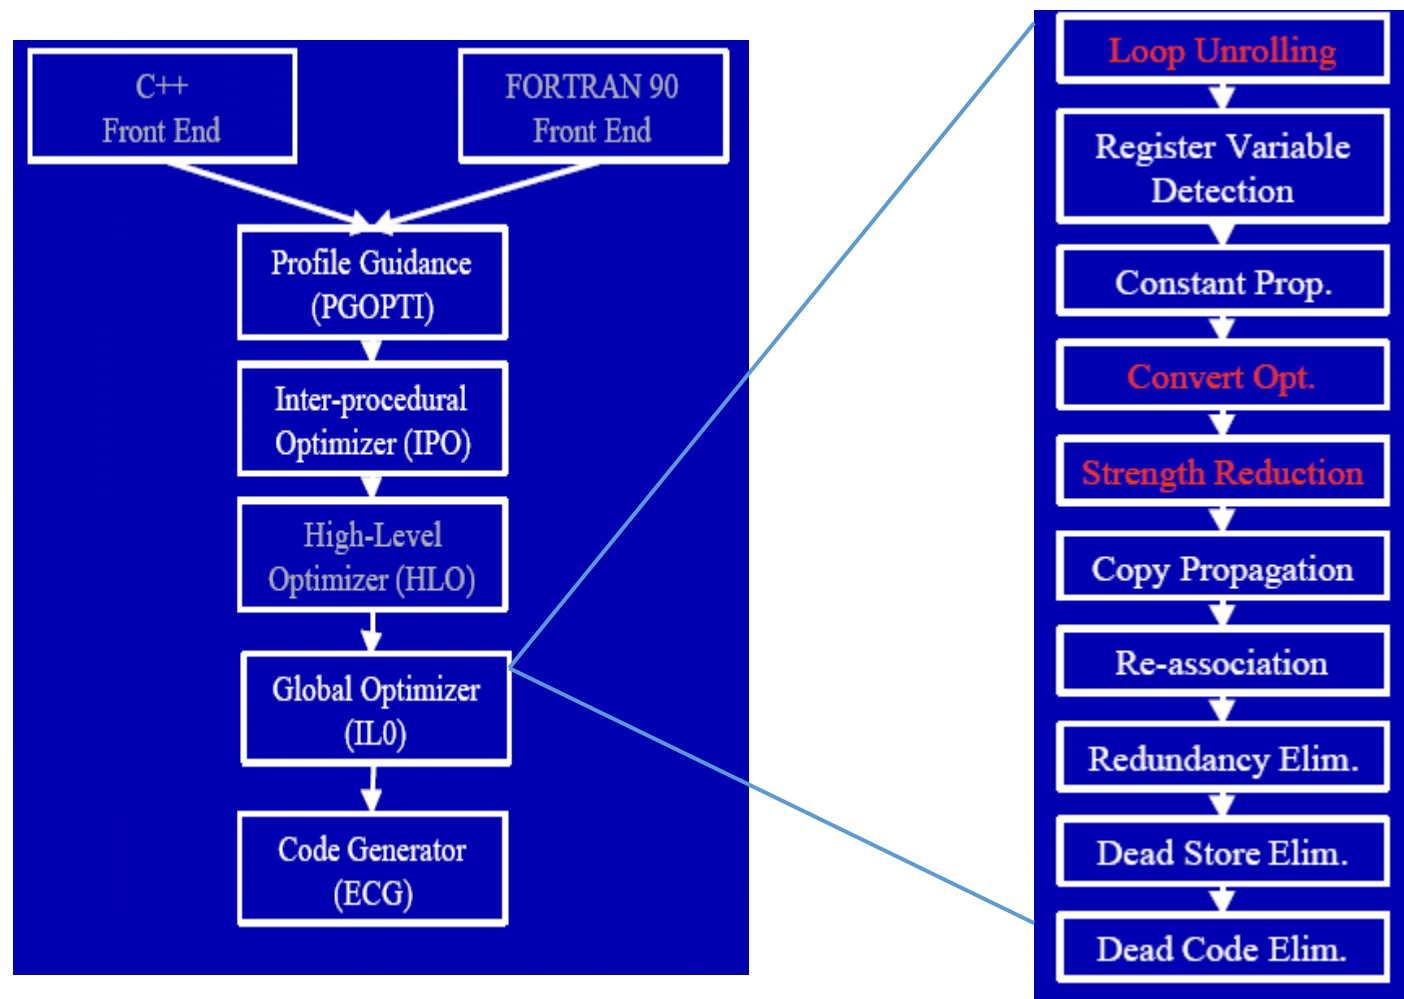 C++
Front End
FORTRAN 90
Front End
Profile Guidance
(PGOPTI)
Inter-procedural
Optimizer (IPO)
High-Level
Optimizer (HLO)
Global Optimizer
(IL0)
Code Generator
(ECG)
Loop Unrolling
Register Variable
Detection
Constant Prop.
Convert Opt.
Strength Reduction
Copy Propagation
Re-association
Redundancy Elim.
Dead Store Elim.
Dead Code Elim.